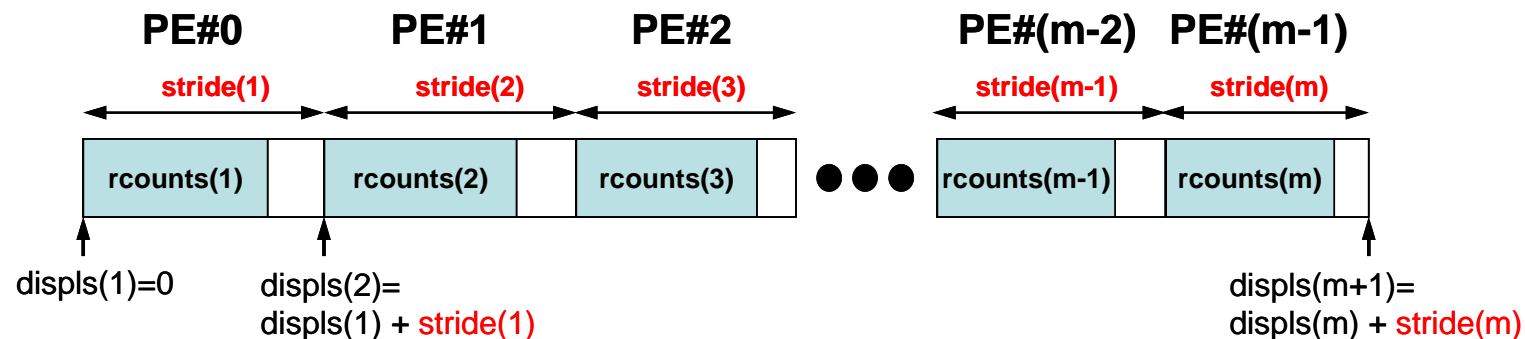 PE#0 PE#1 PE#2 PE#(m-2) PE#(m-1)
stride(1) stride(2) stride(3) stride(m-1) stride(m)
rcounts(1) rcounts(2) rcounts(3) rcounts(m-1) rcounts(m)
displs(1)=0 displs(2)= displs(m+1)=
displs(1) + stride(1) displs(m) + stride(m)